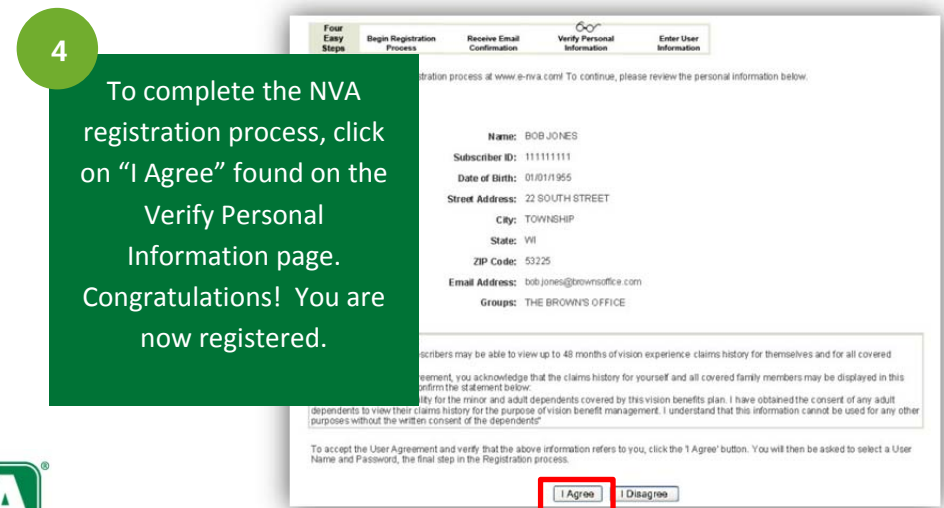 4
To complete the NVA
registration process, click
on “I Agree” found on the
Verify Personal
Information page.
Congratulations!  You are
now registered.
Four Easy Steps
Begin Registration Process
Receive Email Confirmation
Verify Personal Information
Enter User Information
process at www.e-nva.com! To continue, please review the personal information below.
Name: BOB JONES
Subscriber ID: 111111111
Date of Birth: 01/01/1955
Street Address: 22 SOUTH STREET
City: TOWNSHIP
State: WI
ZIP Code: 53225
Email Address: bob.jones@brownsoffice.com
Groups: THE BROWN'S OFFICE
may be able to view up to 48 months of vision experience claims history for themselves and for all covered
you acknowledge that the claims history for yourself and all covered family members may be displayed in this
the statement below:
for the minor and adult dependents covered by this vision benefits plan. I have obtained the consent of any adult
dependents to view their claims history for the purpose of vision benefit management. I understand that this information cannot be used for any other
purposes without the written consent of the dependents"
To accept the User Agreement and verify that the above information refers to you, click the 'I Agree' button. You will then be asked to select a User
Name and Password, the final step in the Registration process.
I Agree
I Disagree
A
®